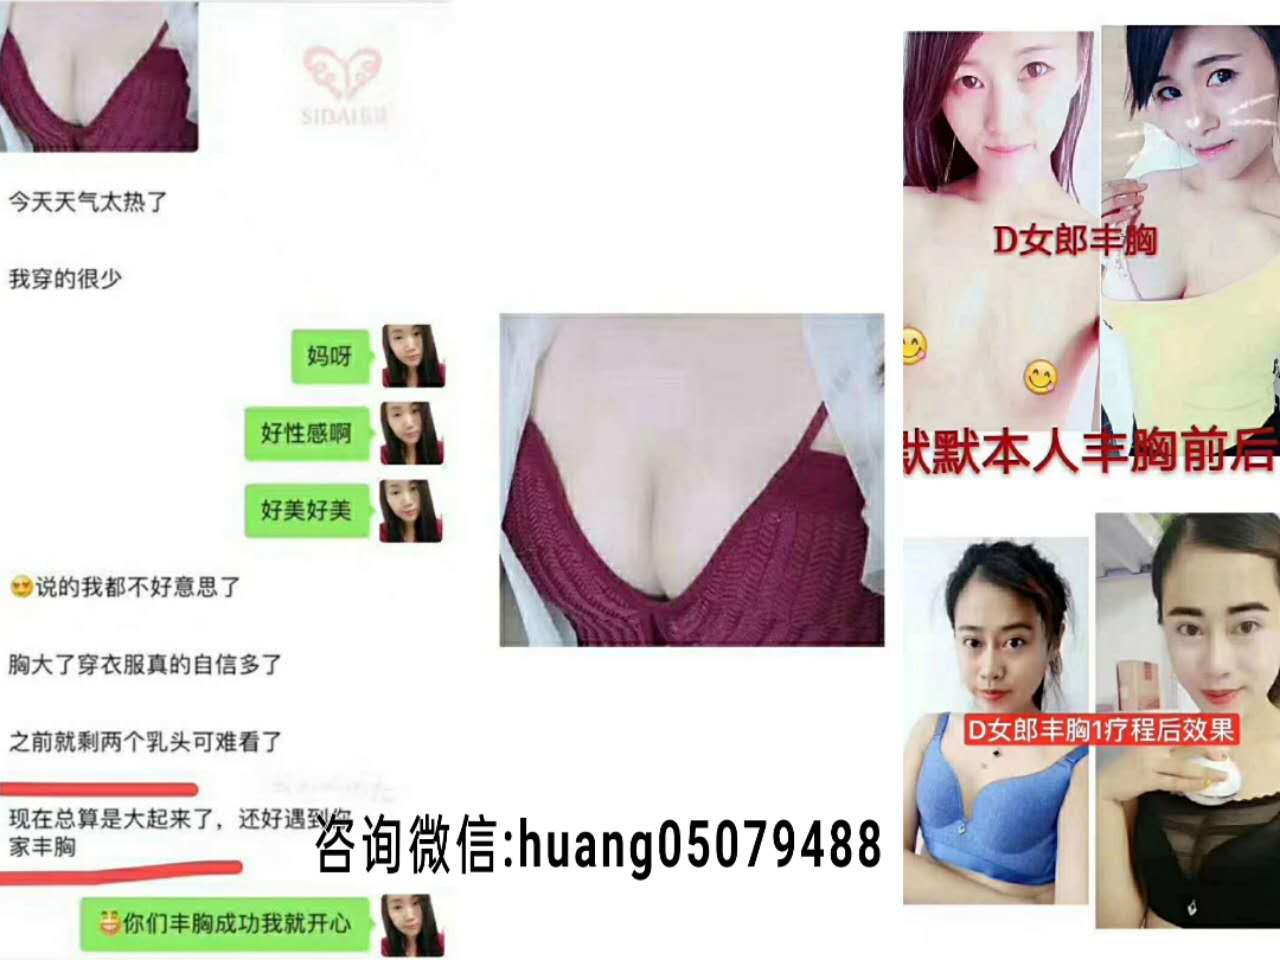 SIDAI
今天天气太热了
我穿的很少
妈呀
好性感啊
好美好美
说的我都不好意思了
胸大了穿衣服真的自信多了
之前就剩两个乳头可难看了
现在总算是大起来了，还好遇到你
家丰胸
你们丰胸成功我就开心
咨询微信:huang05079488
D女郎丰胸
默默本人丰胸前后
D女郎丰胸1疗程后效果